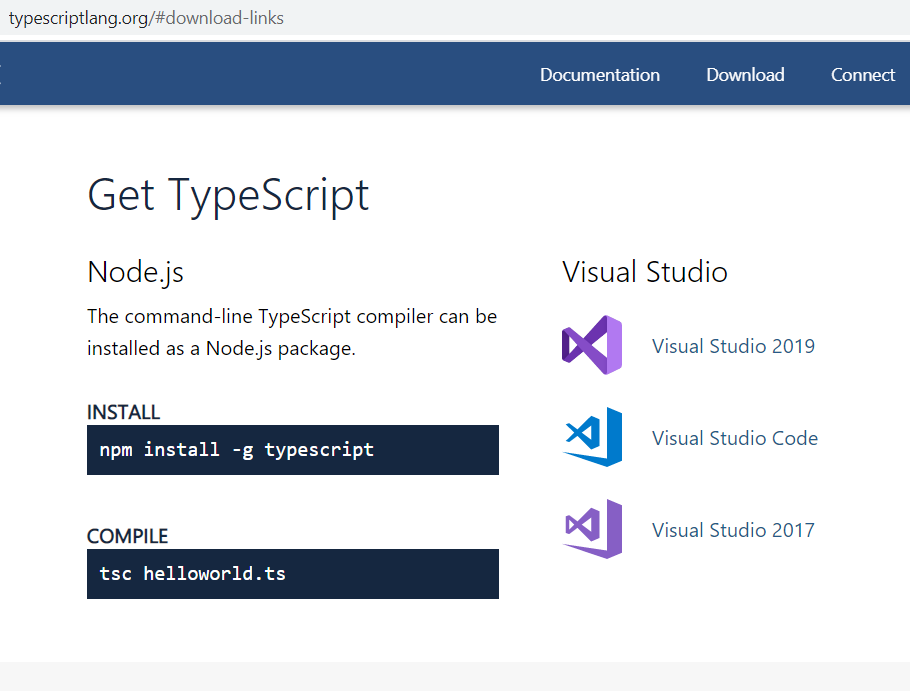 typescriptlang.org/#download-links
Documentation
Download
Connect
Get TypeScript
Node.js
The command-line TypeScript compiler can be
installed as a Node.js package.
INSTALL
npm install -g typescript
COMPILE
tsc helloworld.ts
Visual Studio
Visual Studio 2019
Visual Studio Code
Visual Studio 2017